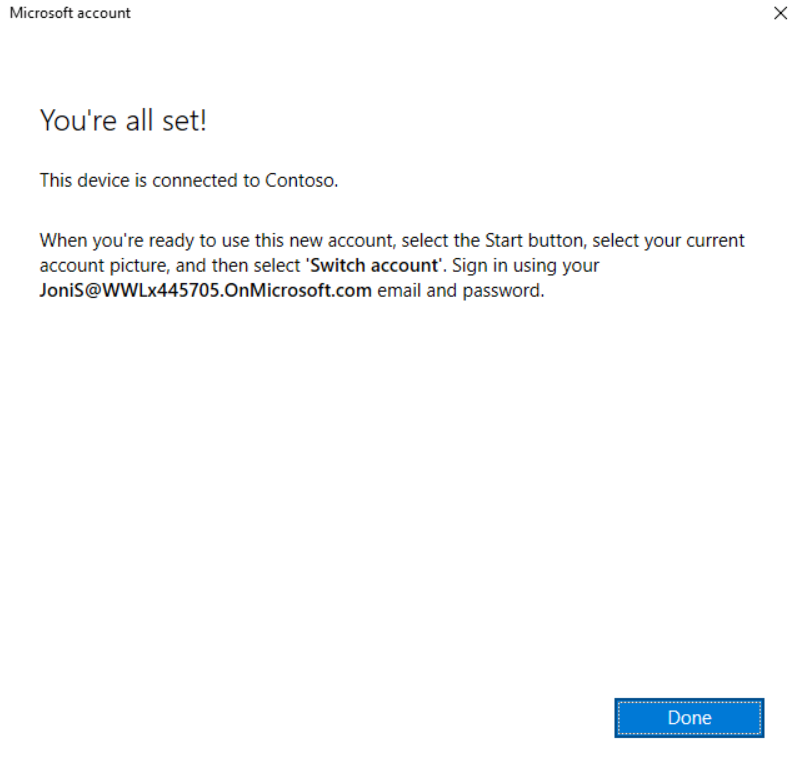 Microsoft account
You're all set!
This device is connected to Contoso.
When you're ready to use this new account, select the Start button, select your current
account picture, and then select 'Switch account'. Sign in using your
JoniS@WWLx445705.OnMicrosoft.com email and password.
Done